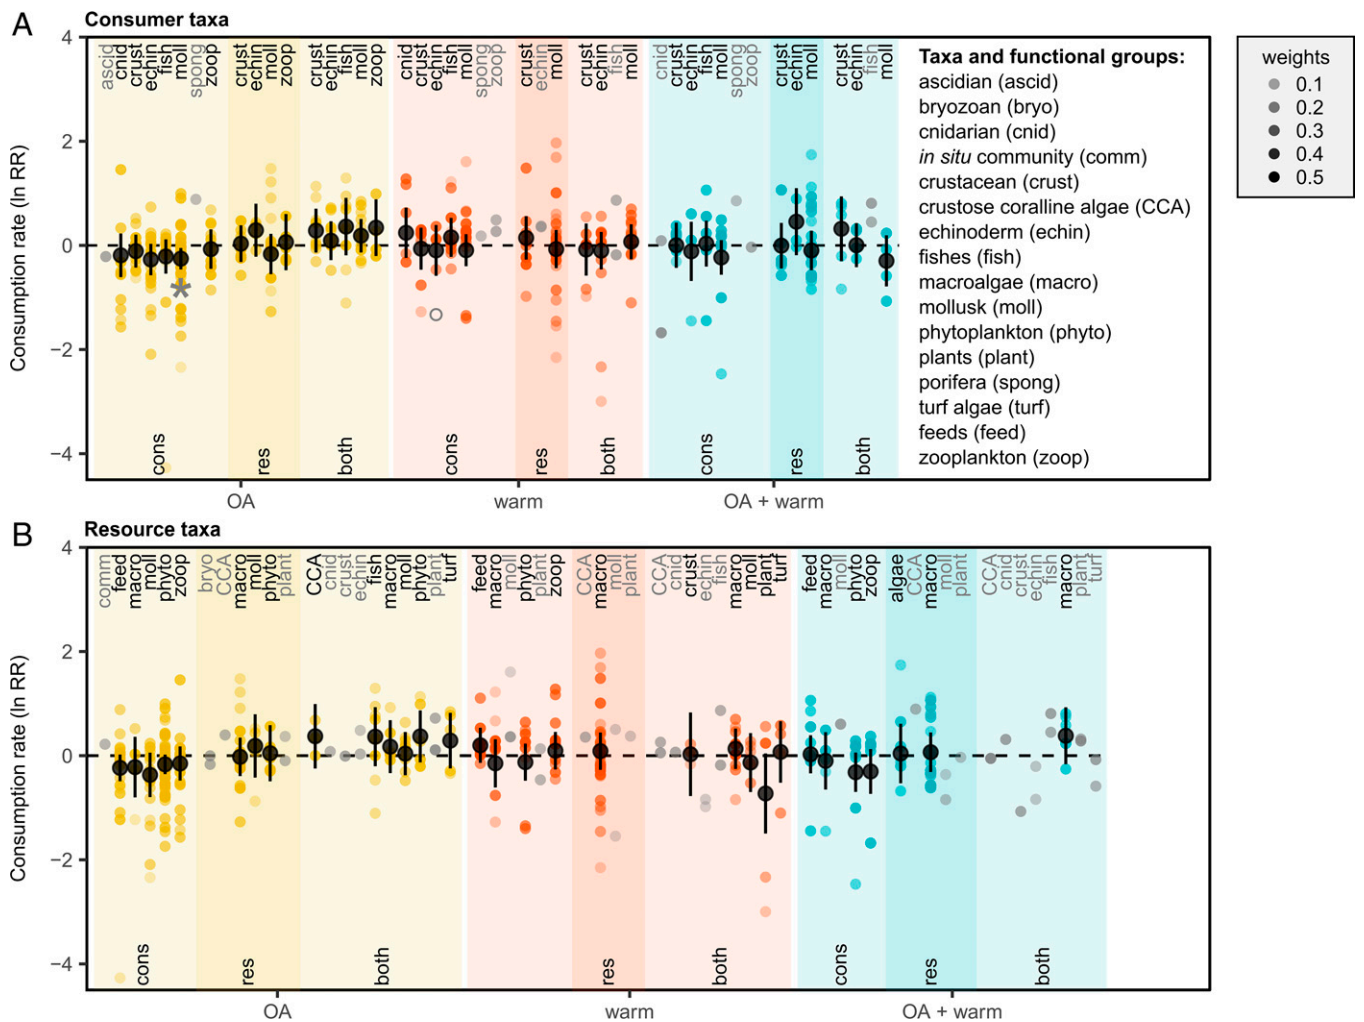 A
Consumer taxa
4
2
0
−2
−4
Consumption rate (ln RR)
ascid
cnid
crust
echin
fish
moll
spong
zoop
crust
echin
moll
zoop
crust
echin
fish
moll
zoop
cnid
crust
echin
fish
moll
spong
zoop
crust
echin
moll
crust
echin
fish
moll
cnid
crust
echin
fish
moll
spong
zoop
crust
echin
moll
crust
echin
fish
moll
*
cons
res
both
cons
res
both
cons
res
both
OA
warm
OA + warm
Taxa and functional groups:
ascidian (ascid)
bryozoan (bryo)
cnidarian (cnid)
in situ community (comm)
crustacean (crust)
crustose coralline algae (CCA)
echinoderm (echin)
fishes (fish)
macroalgae (macro)
mollusk (moll)
phytoplankton (phyto)
plants (plant)
porifera (spong)
turf algae (turf)
feeds (feed)
zooplankton (zoop)
weights
0.1
0.2
0.3
0.4
0.5
B
Resource taxa
4
2
0
−2
−4
Consumption rate (ln RR)
comm
feed
macro
moll
phyto
zoop
bryo
CCA
macro
moll
phyto
plant
CCA
cnid
crust
echin
fish
macro
moll
phyto
plant
turf
feed
macro
moll
phyto
plant
zoop
CCA
macro
moll
plant
CCA
cnid
crust
echin
fish
macro
moll
plant
turf
feed
macro
moll
phyto
zoop
algae
CCA
macro
moll
plant
CCA
cnid
crust
echin
fish
macro
plant
turf
cons
res
both
res
both
cons
res
both
OA
warm
OA + warm